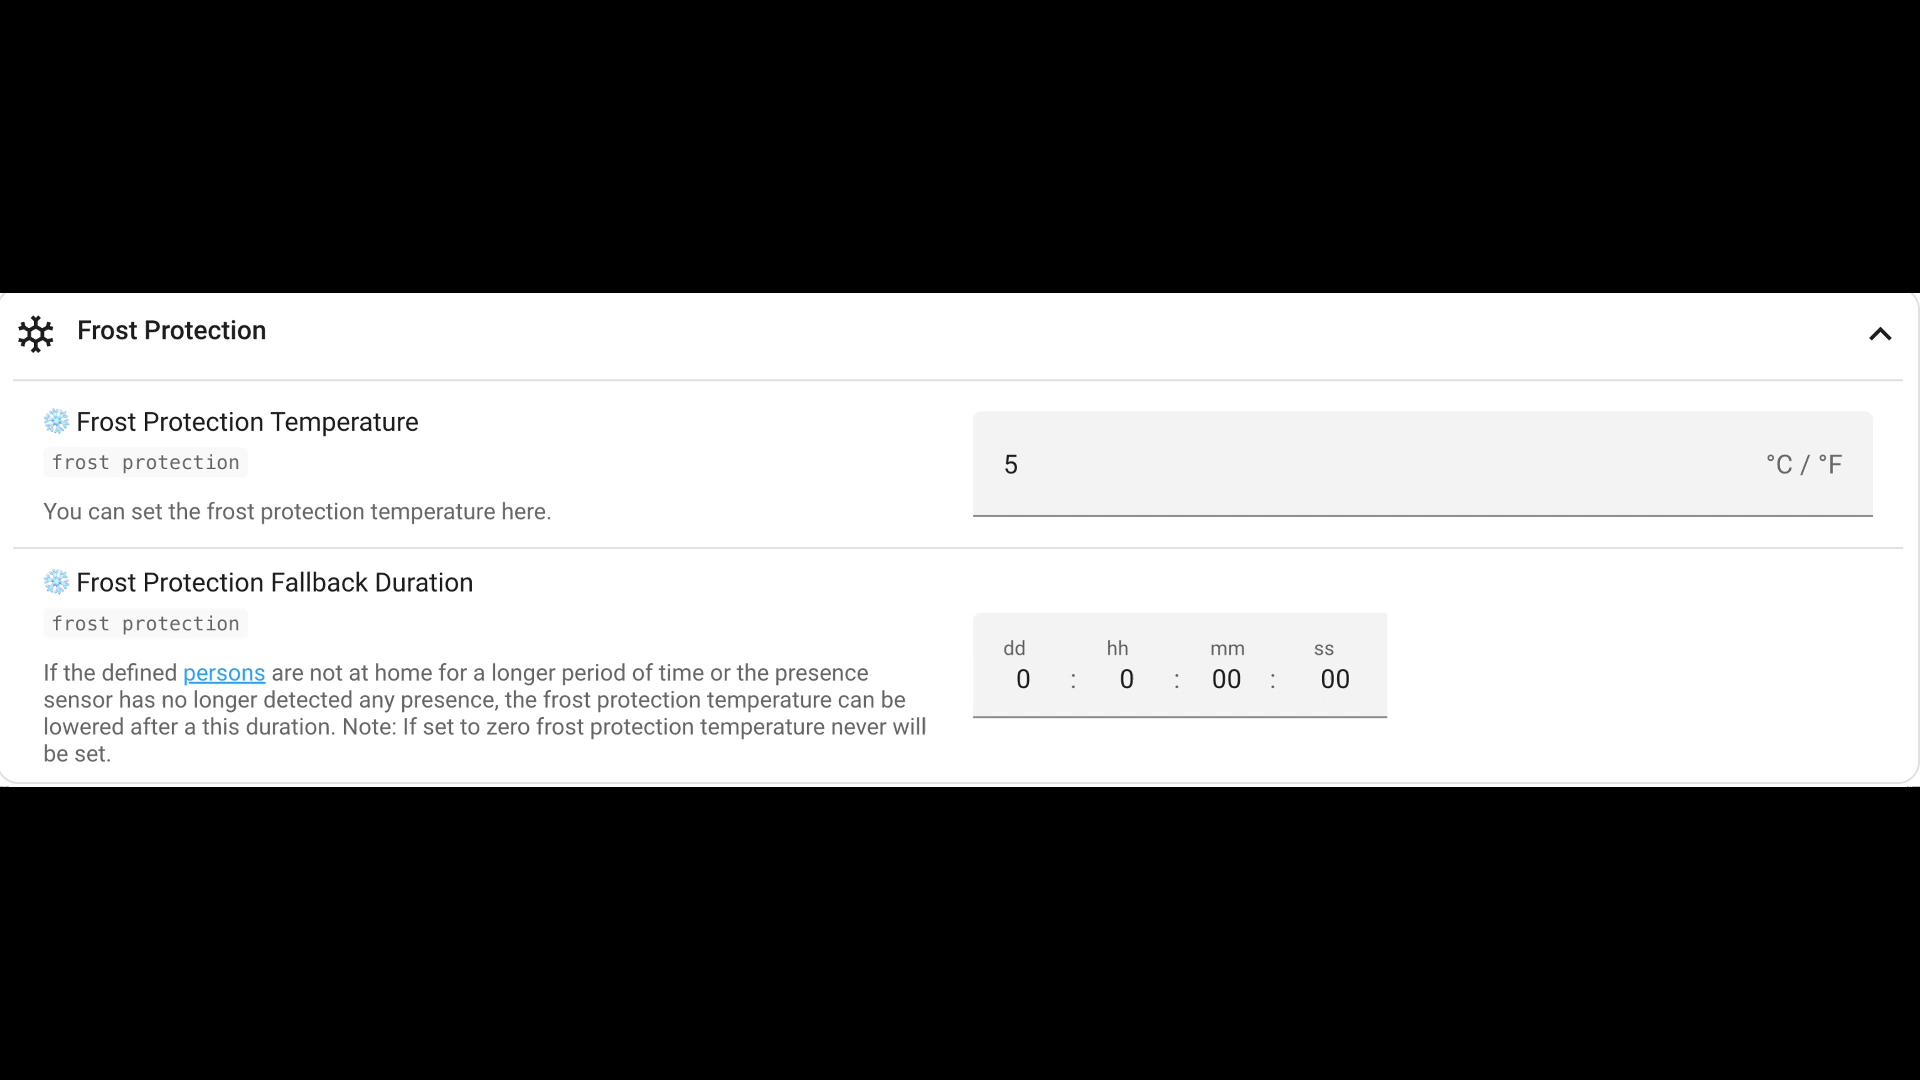 Frost Protection
Frost Protection Temperature
frost protection
You can set the frost protection temperature here.
5
°C / °F
Frost Protection Fallback Duration
frost protection
If the defined persons are not at home for a longer period of time or the presence
sensor has no longer detected any presence, the frost protection temperature can be
lowered after a this duration. Note: If set to zero frost protection temperature never will
be set.
dd hh mm ss
0 : 0 : 00 : 00